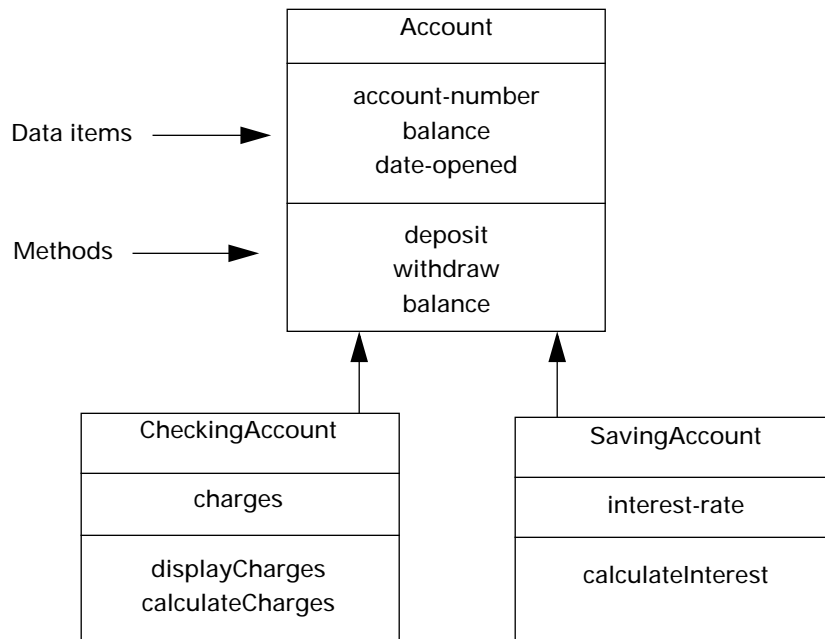 Account
account-number
balance
date-opened
Data items
deposit
withdraw
balance
Methods
CheckingAccount
charges
displayCharges
calculateCharges
SavingAccount
interest-rate
calculateInterest